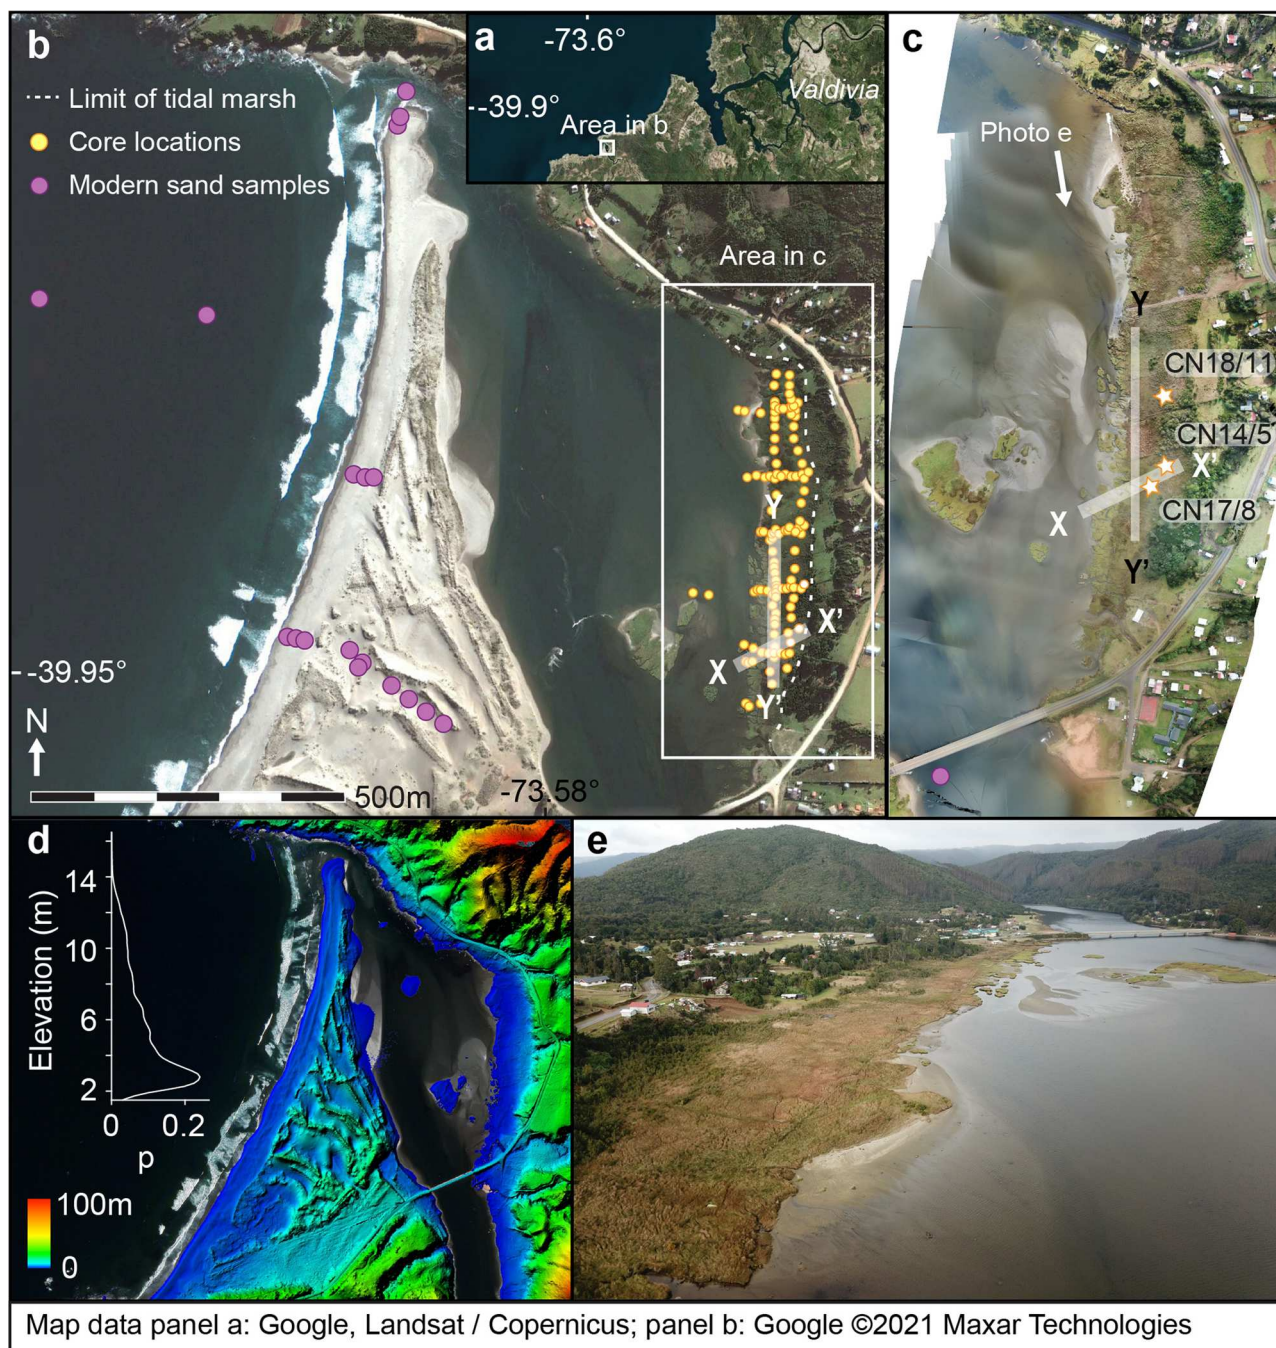 b
Limit of tidal marsh
Core locations
Modern sand samples
a
-73.6°
-39.9°
Valdivia
Area in b
Area in c
Y
X
X'
Y'
-39.95°
N
500m
-73.58°
c
Photo e
Y
CN18/11
CN14/5
X'
CN17/8
X
Y'
d
Elevation (m)
14
10
6
2
0
0.2
p
100m
0
e
Map data panel a: Google, Landsat / Copernicus; panel b: Google ©2021 Maxar Technologies